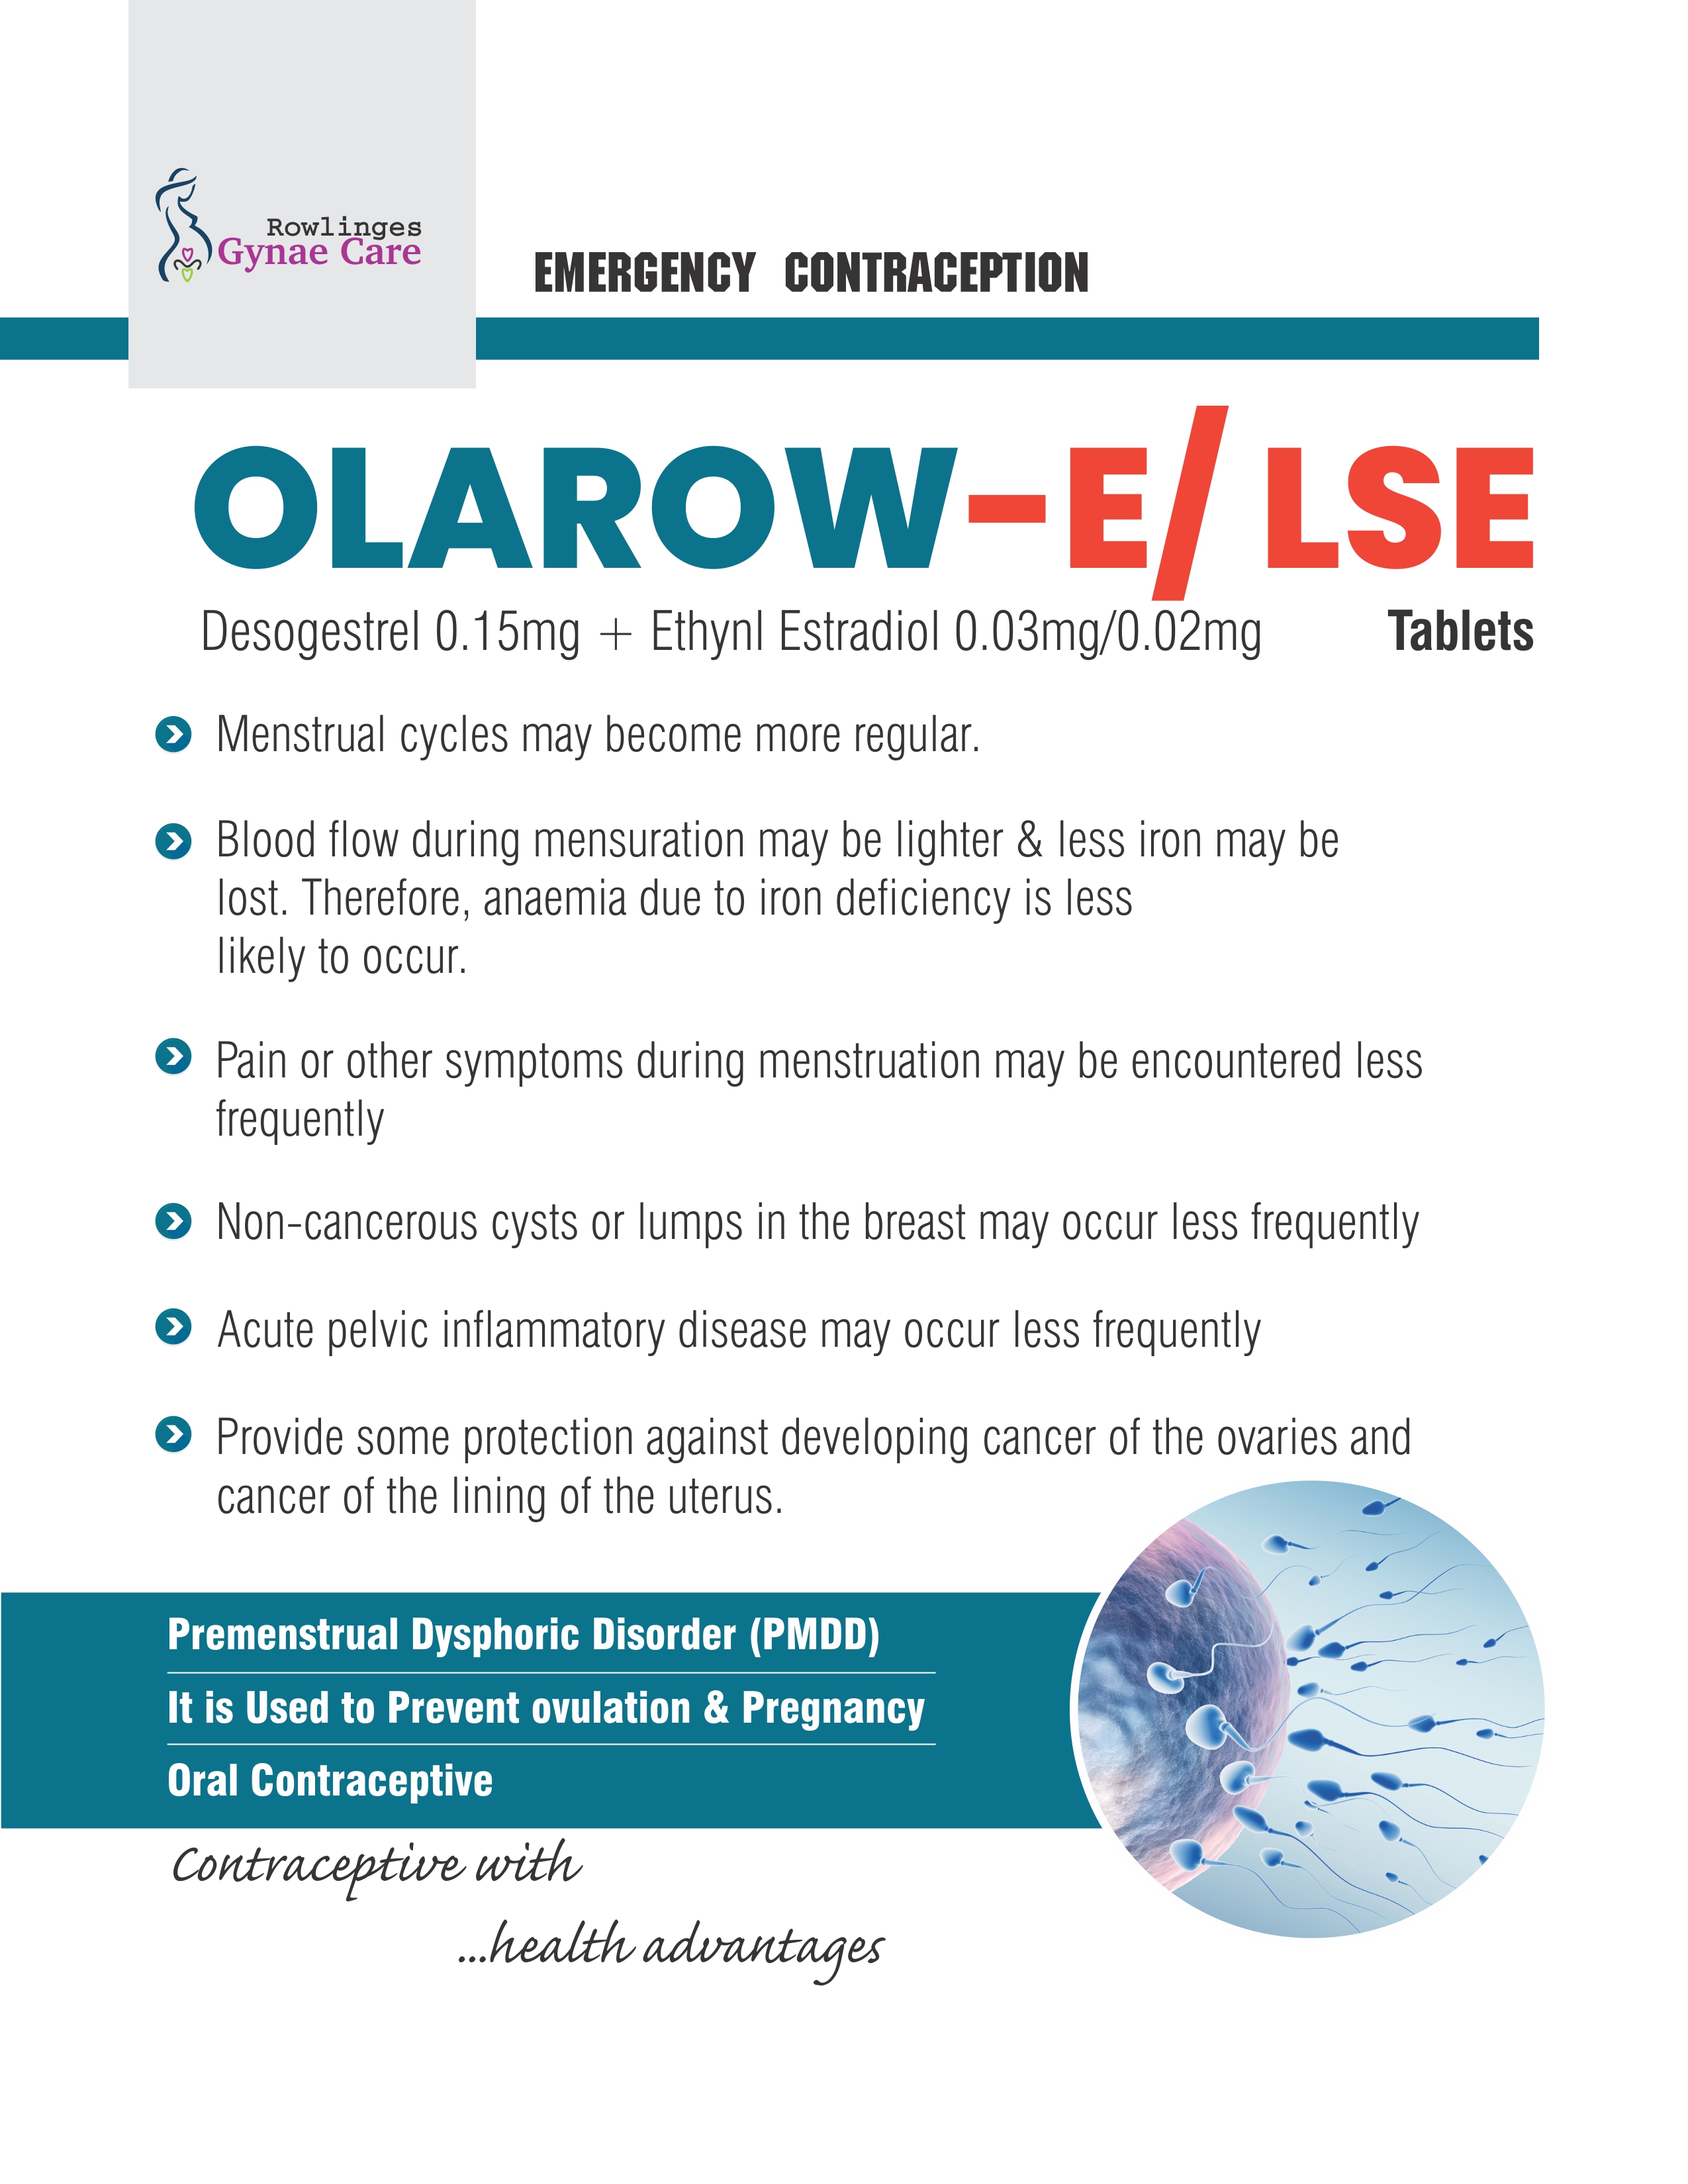 Rowlinges
Gynae Care
EMERGENCY CONTRACEPTION
OLAROW-E/LSE
Desogestrel 0.15mg + Ethynl Estradiol 0.03mg/0.02mg Tablets
Menstrual cycles may become more regular.
Blood flow during mensuration may be lighter & less iron may be
lost. Therefore, anaemia due to iron deficiency is less
likely to occur.
Pain or other symptoms during menstruation may be encountered less
frequently
Non-cancerous cysts or lumps in the breast may occur less frequently
Acute pelvic inflammatory disease may occur less frequently
Provide some protection against developing cancer of the ovaries and
cancer of the lining of the uterus.
Premenstrual Dysphoric Disorder (PMDD)
It is Used to Prevent ovulation & Pregnancy
Oral Contraceptive
Contraceptive with
...health advantages